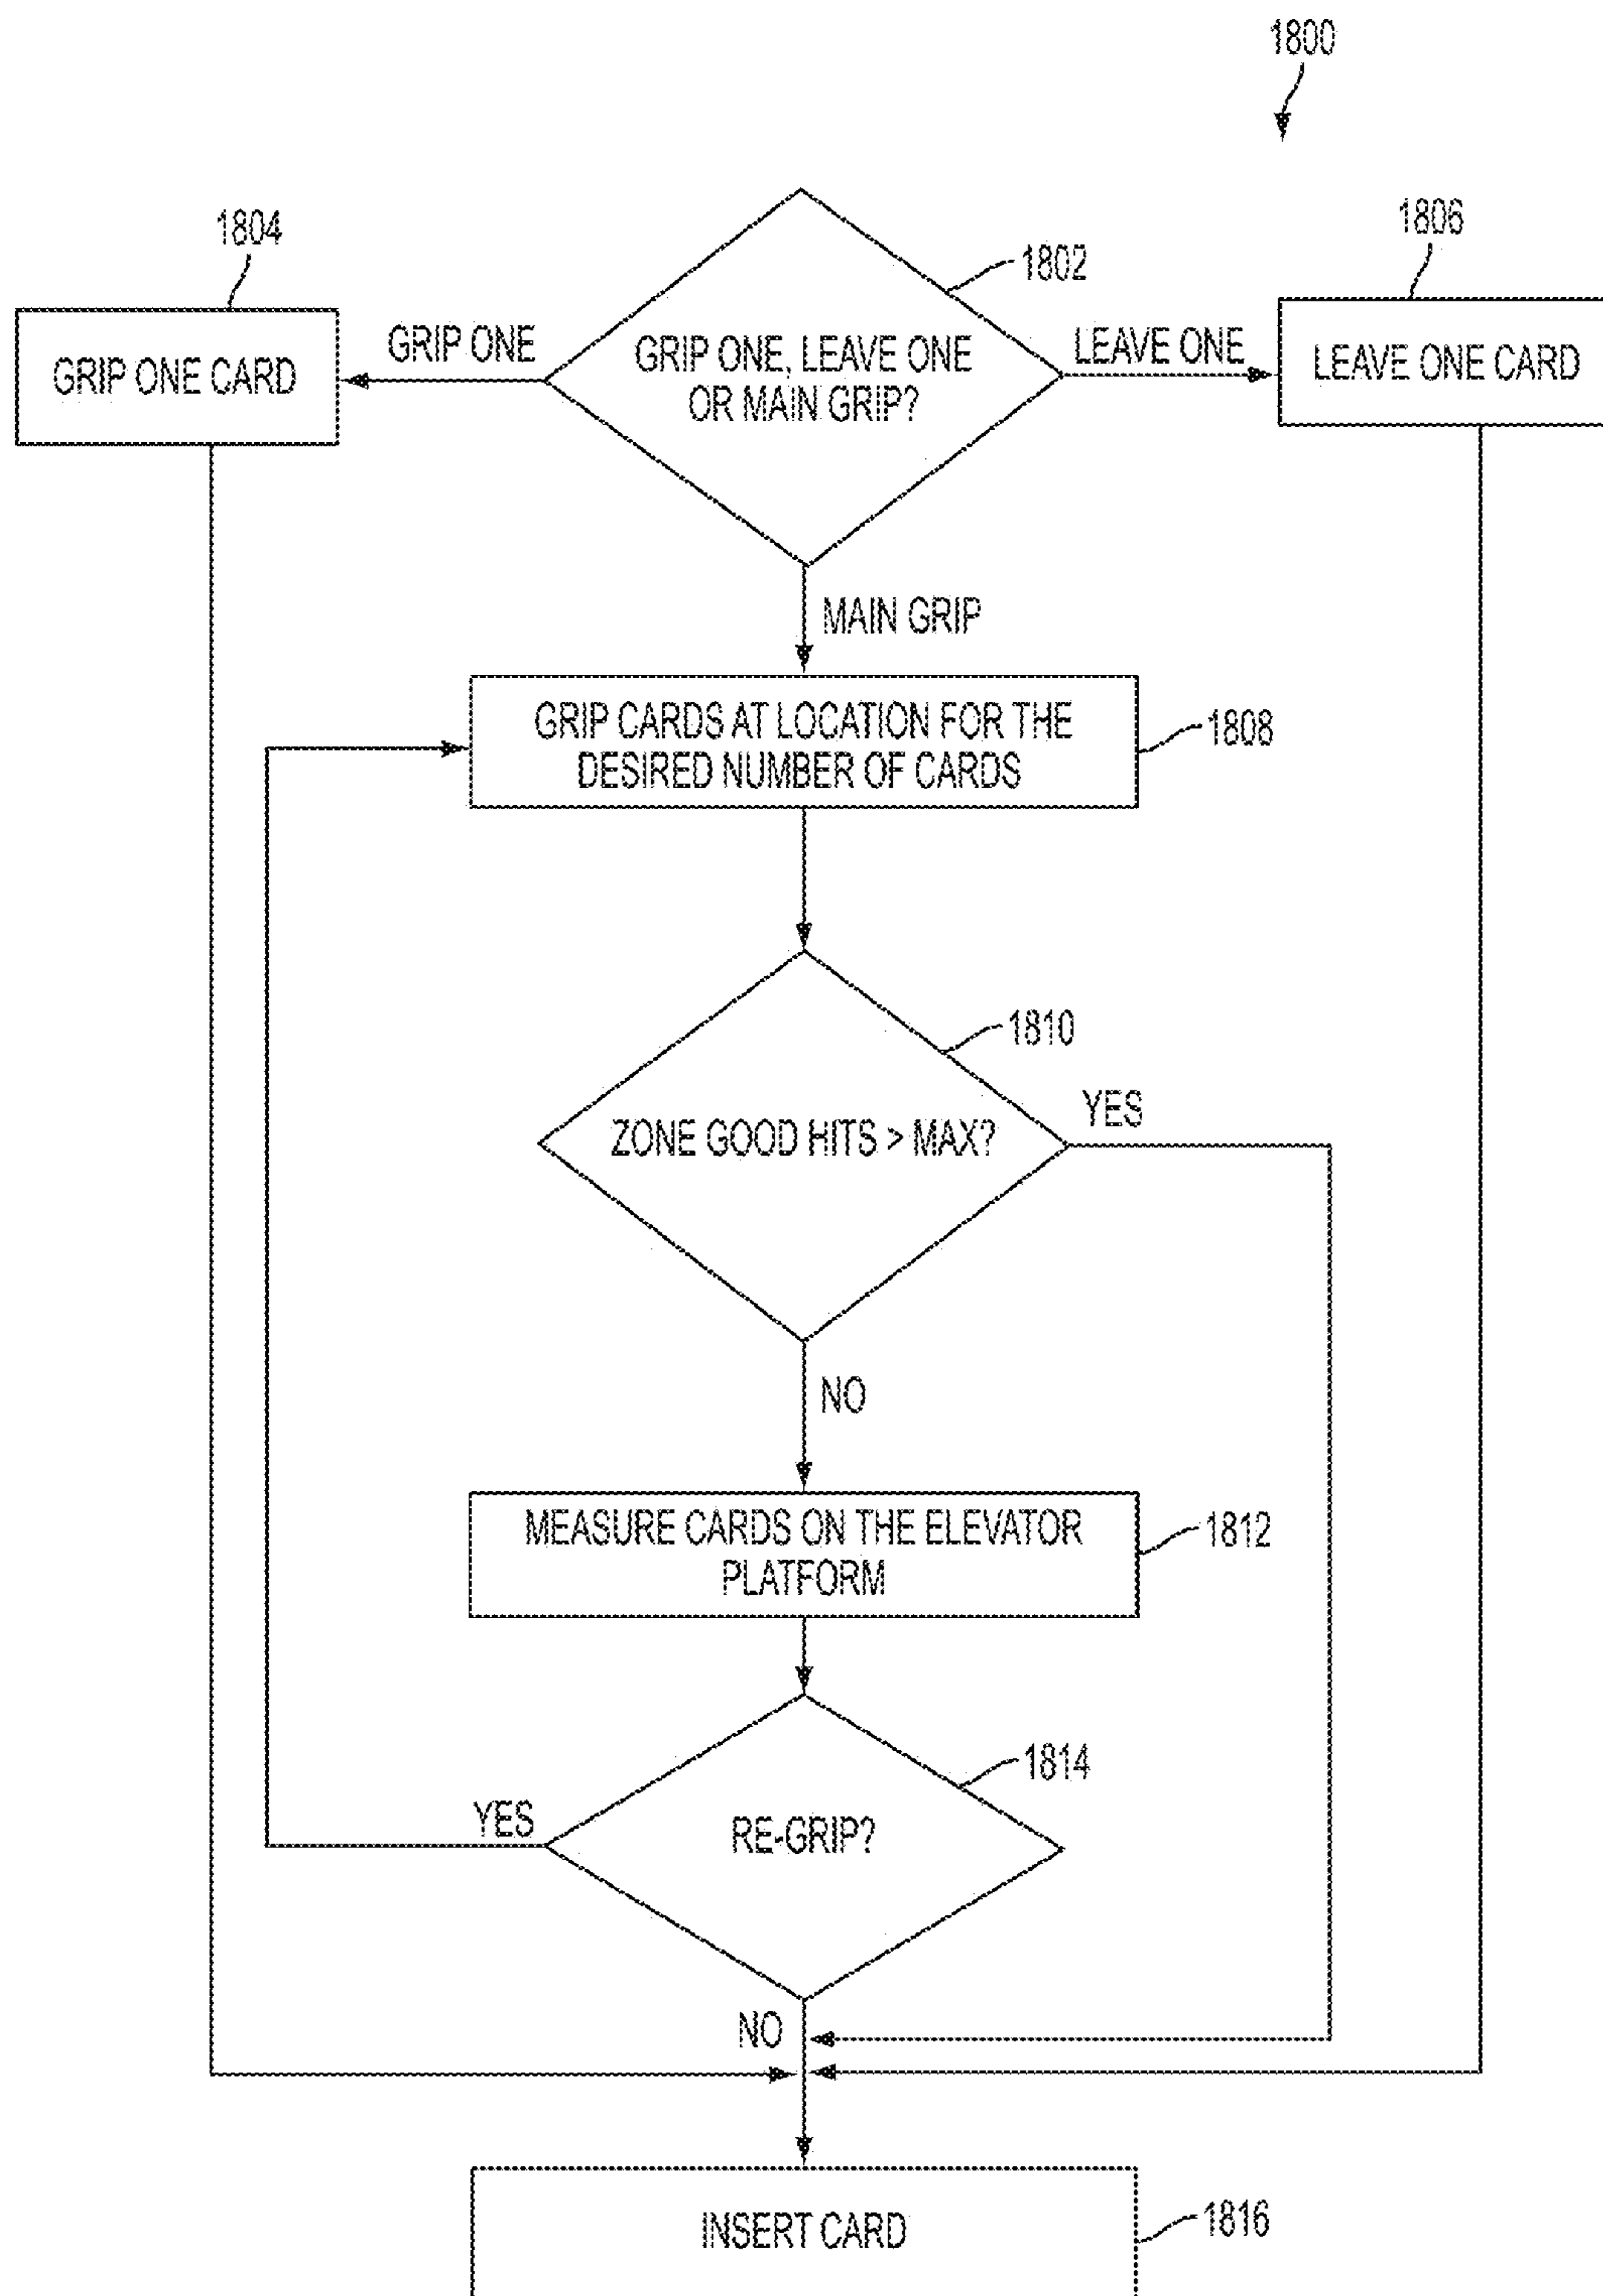 1800
1804
1802
1806
GRIP ONE CARD
GRIP ONE
GRIP ONE, LEAVE ONE
OR MAIN GRIP?
LEAVE ONE
LEAVE ONE CARD
MAIN GRIP
GRIP CARDS AT LOCATION FOR THE
DESIRED NUMBER OF CARDS
1808
1810
ZONE GOOD HITS > MAX?
YES
NO
MEASURE CARDS ON THE ELEVATOR
PLATFORM
1812
1814
YES
RE-GRIP?
NO
INSERT CARD
1816